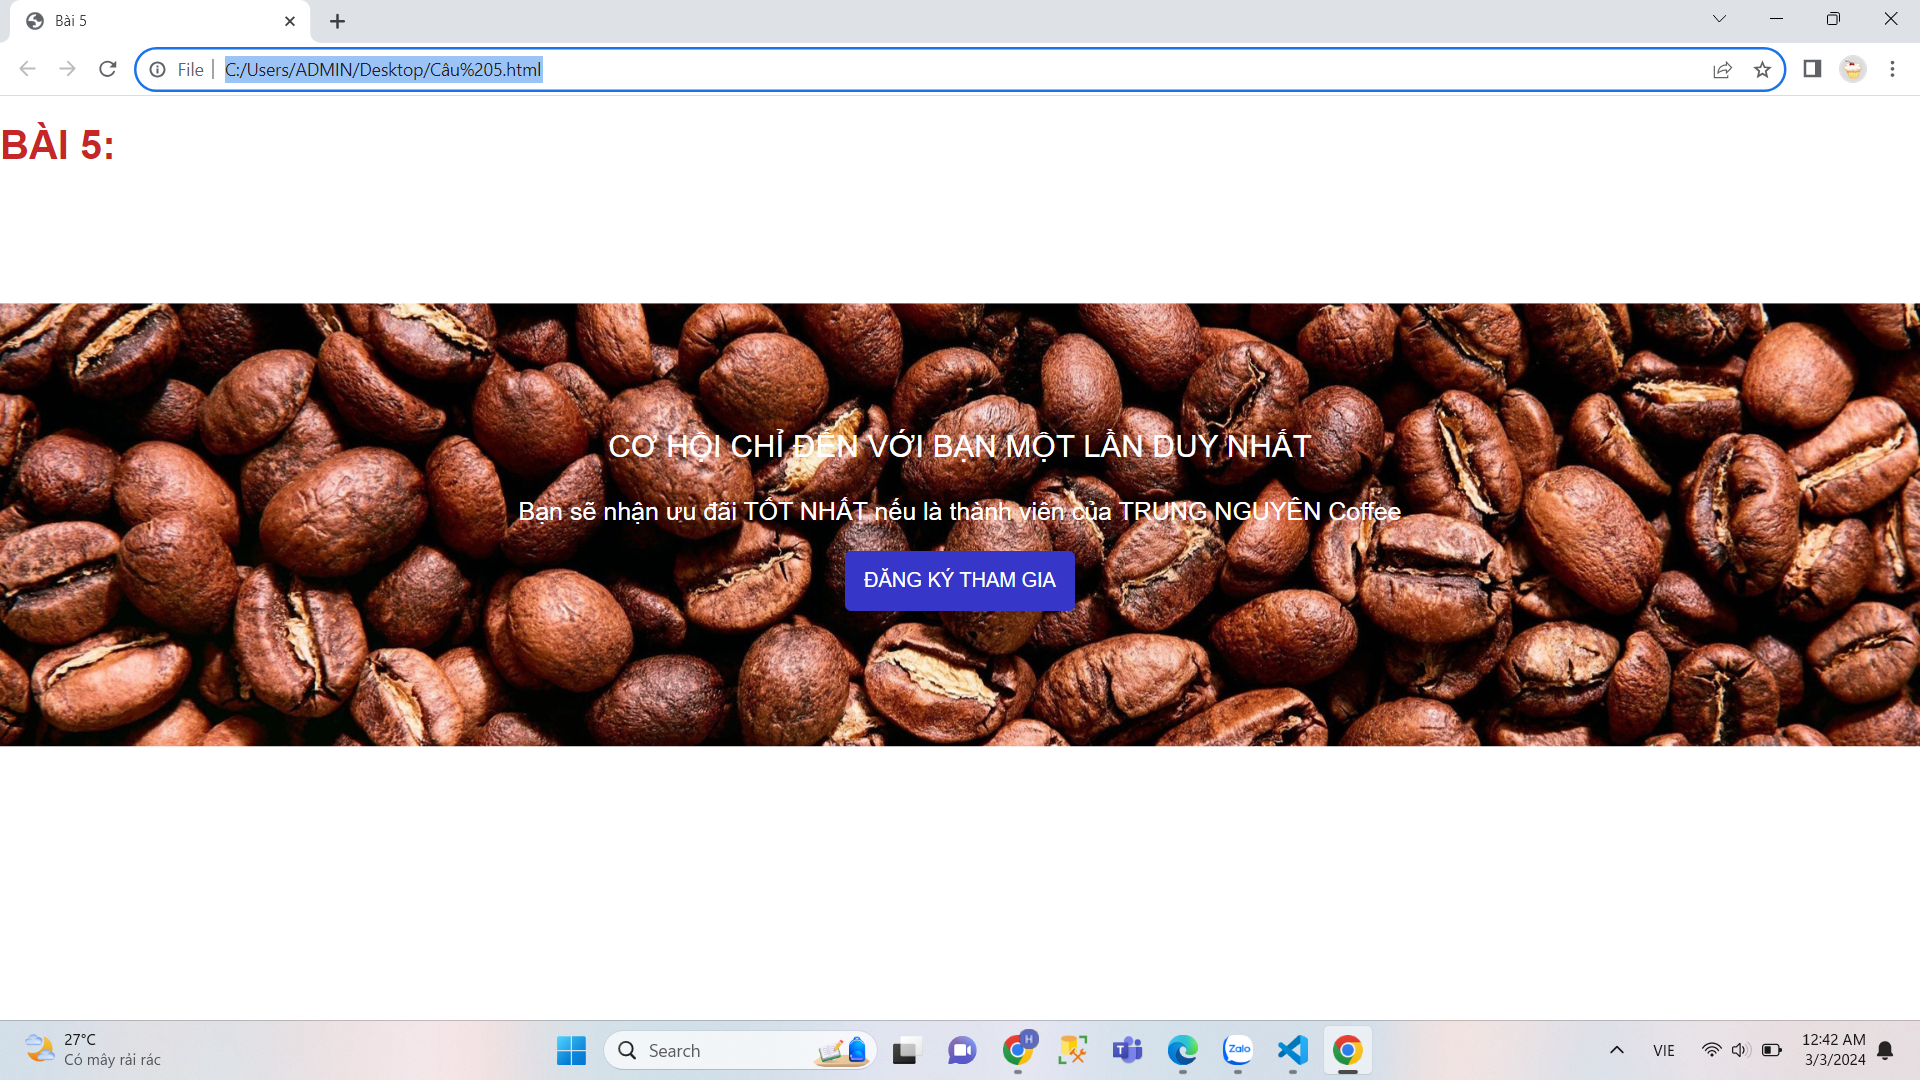 Bài 5
File
C:/Users/ADMIN/Desktop/Câu%205.html
BÀI 5:
CƠ HỘI CHỈ ĐẾN VỚI BẠN MỘT LẦN DUY NHẤT
Bạn sẽ nhận ưu đãi TỐT NHẤT nếu là thành viên của TRUNG NGUYÊN Coffee
ĐĂNG KÝ THAM GIA
27°C
Có mây rải rác
Search
H
Zalo
VIE
12:42 AM
3/3/2024